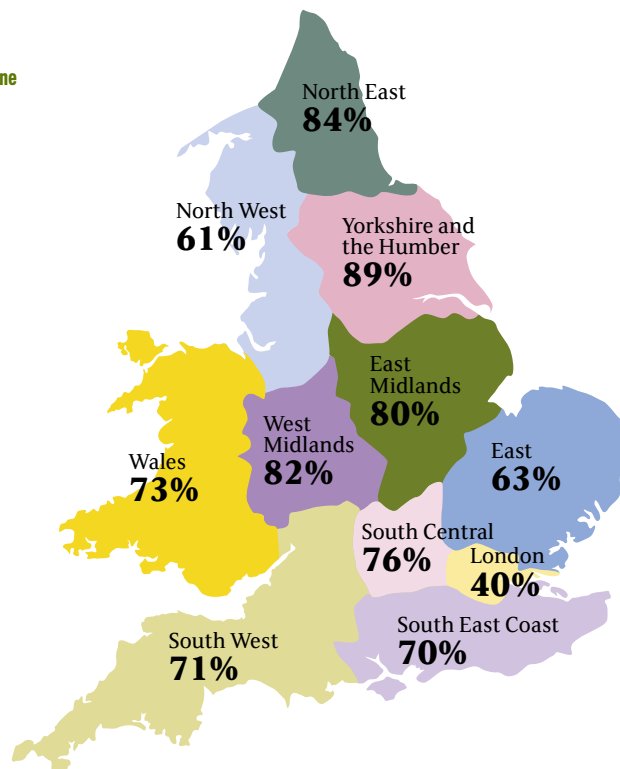 ne
North East
84%
North West
61%
Yorkshire and
the Humber
89%
East
Midlands
80%
West
Midlands
82%
Wales
73%
East
63%
South Central
76%
London
40%
South East Coast
70%
South West
71%